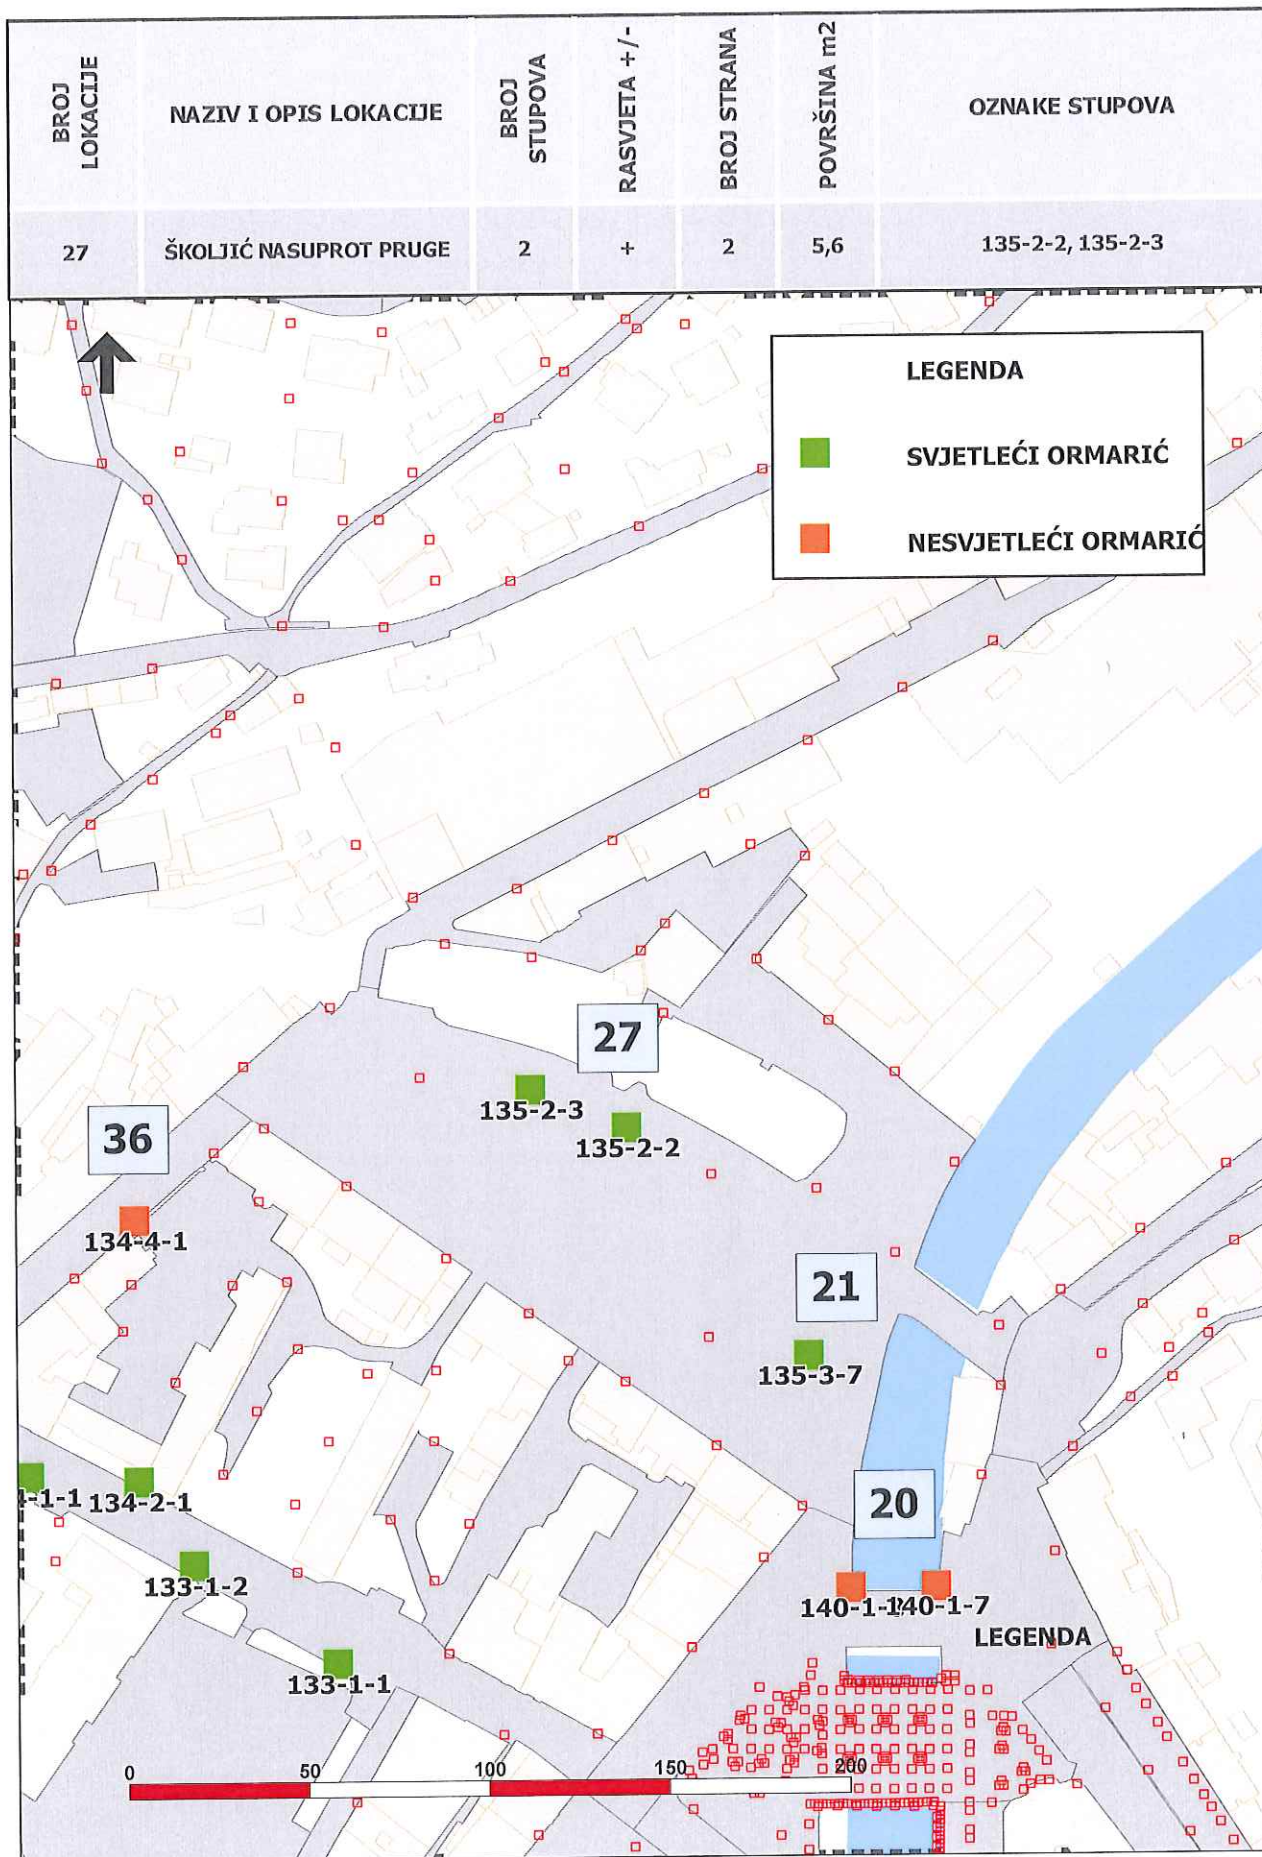 BROJ
LOKACIJE
NAZIV I OPIS LOKACIJE
BROJ
STUPOVA
RASVJETA +/-
BROJ STRANA
POVRŠINA m2
OZNAKE STUPOVA
27
ŠKOLJIĆ NASUPROT PRUGE
2
+
2
5,6
135-2-2, 135-2-3
LEGENDA
SVJETLEĆI ORMARIĆ
NESVJETLEĆI ORMARIĆ
27
135-2-3
135-2-2
36
134-4-1
21
135-3-7
134-2-1
20
133-1-2
140-1-7
LEGENDA
133-1-1
0
50
100
150
200